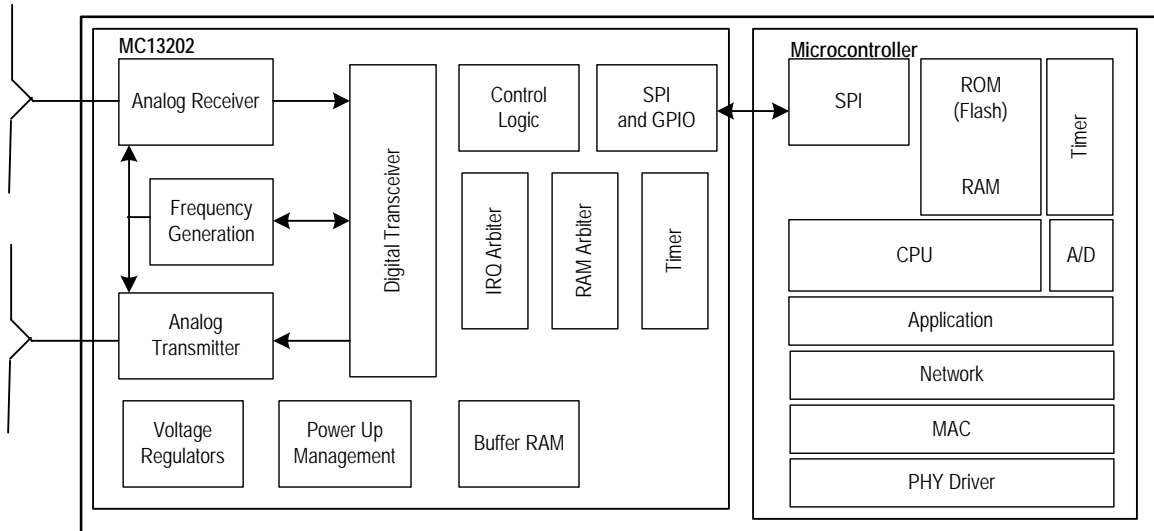 MC13202
Analog Receiver
Frequency
Generation
Analog
Transmitter
Digital Transceiver
Control
Logic
SPI
and GPIO
IRQ Arbiter
RAM Arbiter
Timer
Voltage
Regulators
Power Up
Management
Buffer RAM
Microcontroller
SPI
ROM
(Flash)
RAM
Timer
CPU
A/D
Application
Network
MAC
PHY Driver